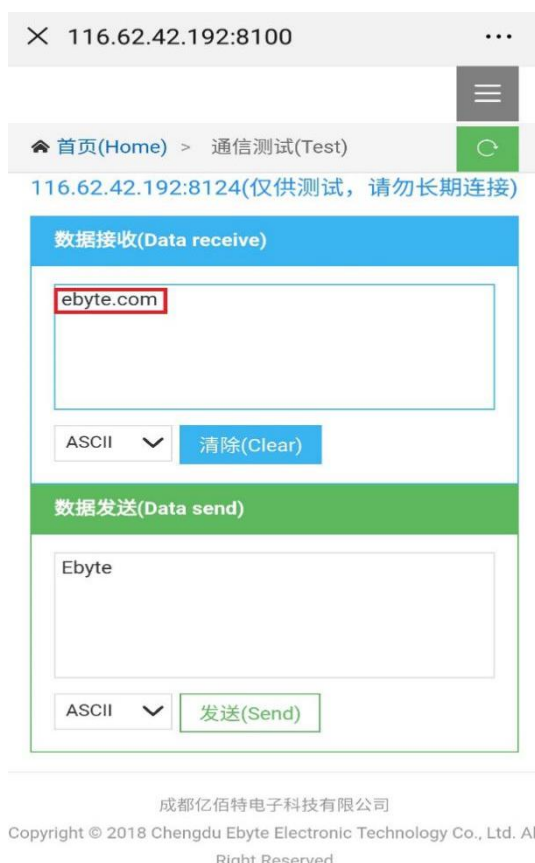 116.62.42.192:8100
首页(Home) > 通信测试(Test)
116.62.42.192:8124(仅供测试，请勿长期连接)
数据接收(Data receive)
ebyte.com
ASCII 清除(Clear)
数据发送(Data send)
Ebyte
ASCII 发送(Send)
成都亿佰特电子科技有限公司
Copyright © 2018 Chengdu Ebyte Electronic Technology Co., Ltd. Al
Right Reserved